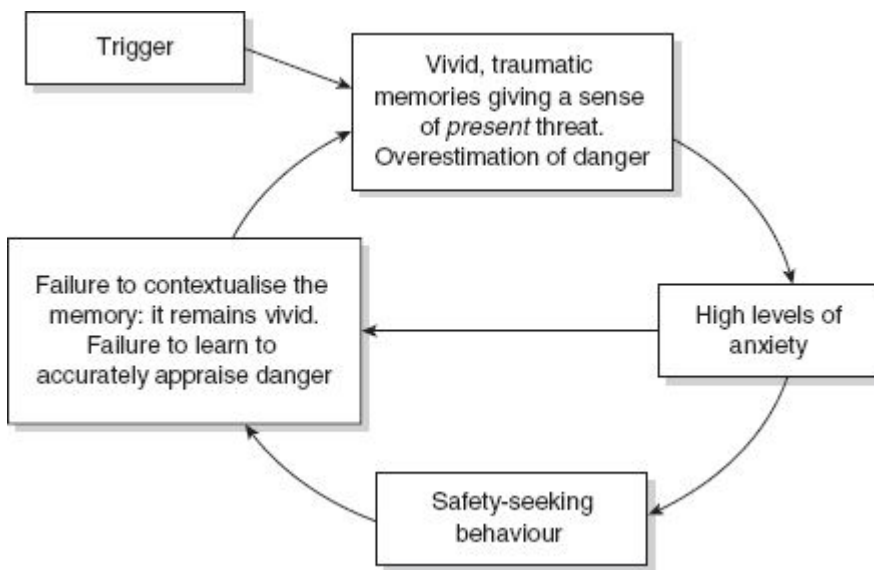 Trigger
Vivid, traumatic
memories giving a sense
of present threat.
Overestimation of danger
Failure to contextualise the
memory: it remains vivid.
Failure to learn to
accurately appraise danger
High levels of
anxiety
Safety-seeking
behaviour